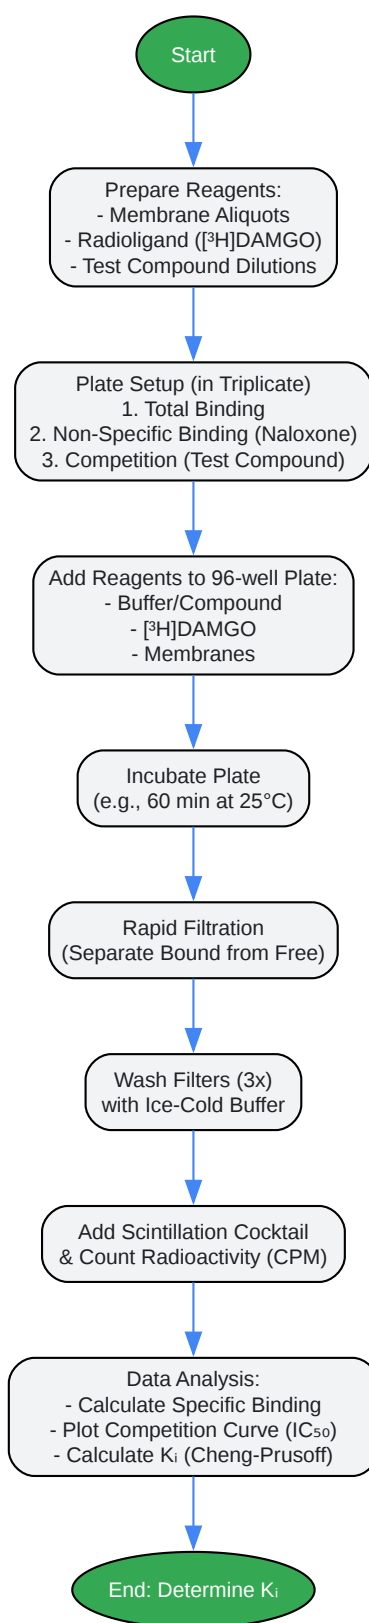 Start
Prepare Reagents:
- Membrane Aliquots
- Radioligand ([³H]DAMGO)
- Test Compound Dilutions
Plate Setup (in Triplicate)
1. Total Binding
2. Non-Specific Binding (Naloxone)
3. Competition (Test Compound)
Add Reagents to 96-well Plate:
- Buffer/Compound
- [³H]DAMGO
- Membranes
Incubate Plate
(e.g., 60 min at 25°C)
Rapid Filtration
(Separate Bound from Free)
Wash Filters (3x)
with Ice-Cold Buffer
Add Scintillation Cocktail
& Count Radioactivity (CPM)
Data Analysis:
- Calculate Specific Binding
- Plot Competition Curve (IC₅₀)
- Calculate Kᵢ (Cheng-Prusoff)
End: Determine Kᵢ